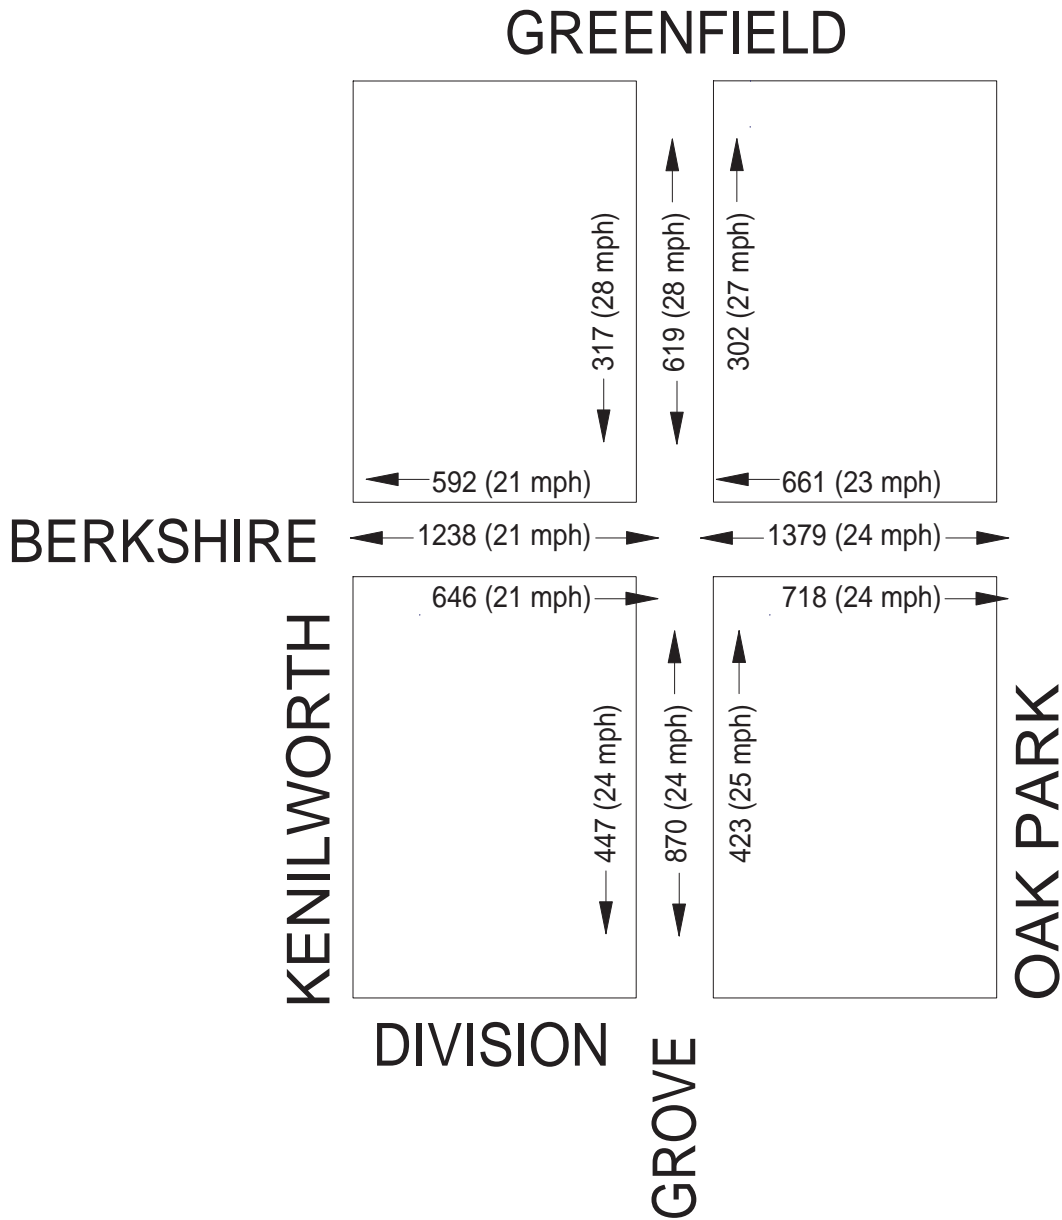 GREENFIELD
317 (28 mph)
619 (28 mph)
302 (27 mph)
592 (21 mph)
661 (23 mph)
BERKSHIRE
1238 (21 mph)
1379 (24 mph)
646 (21 mph)
718 (24 mph)
KENILWORTH
447 (24 mph)
870 (24 mph)
423 (25 mph)
OAK PARK
DIVISION
GROVE